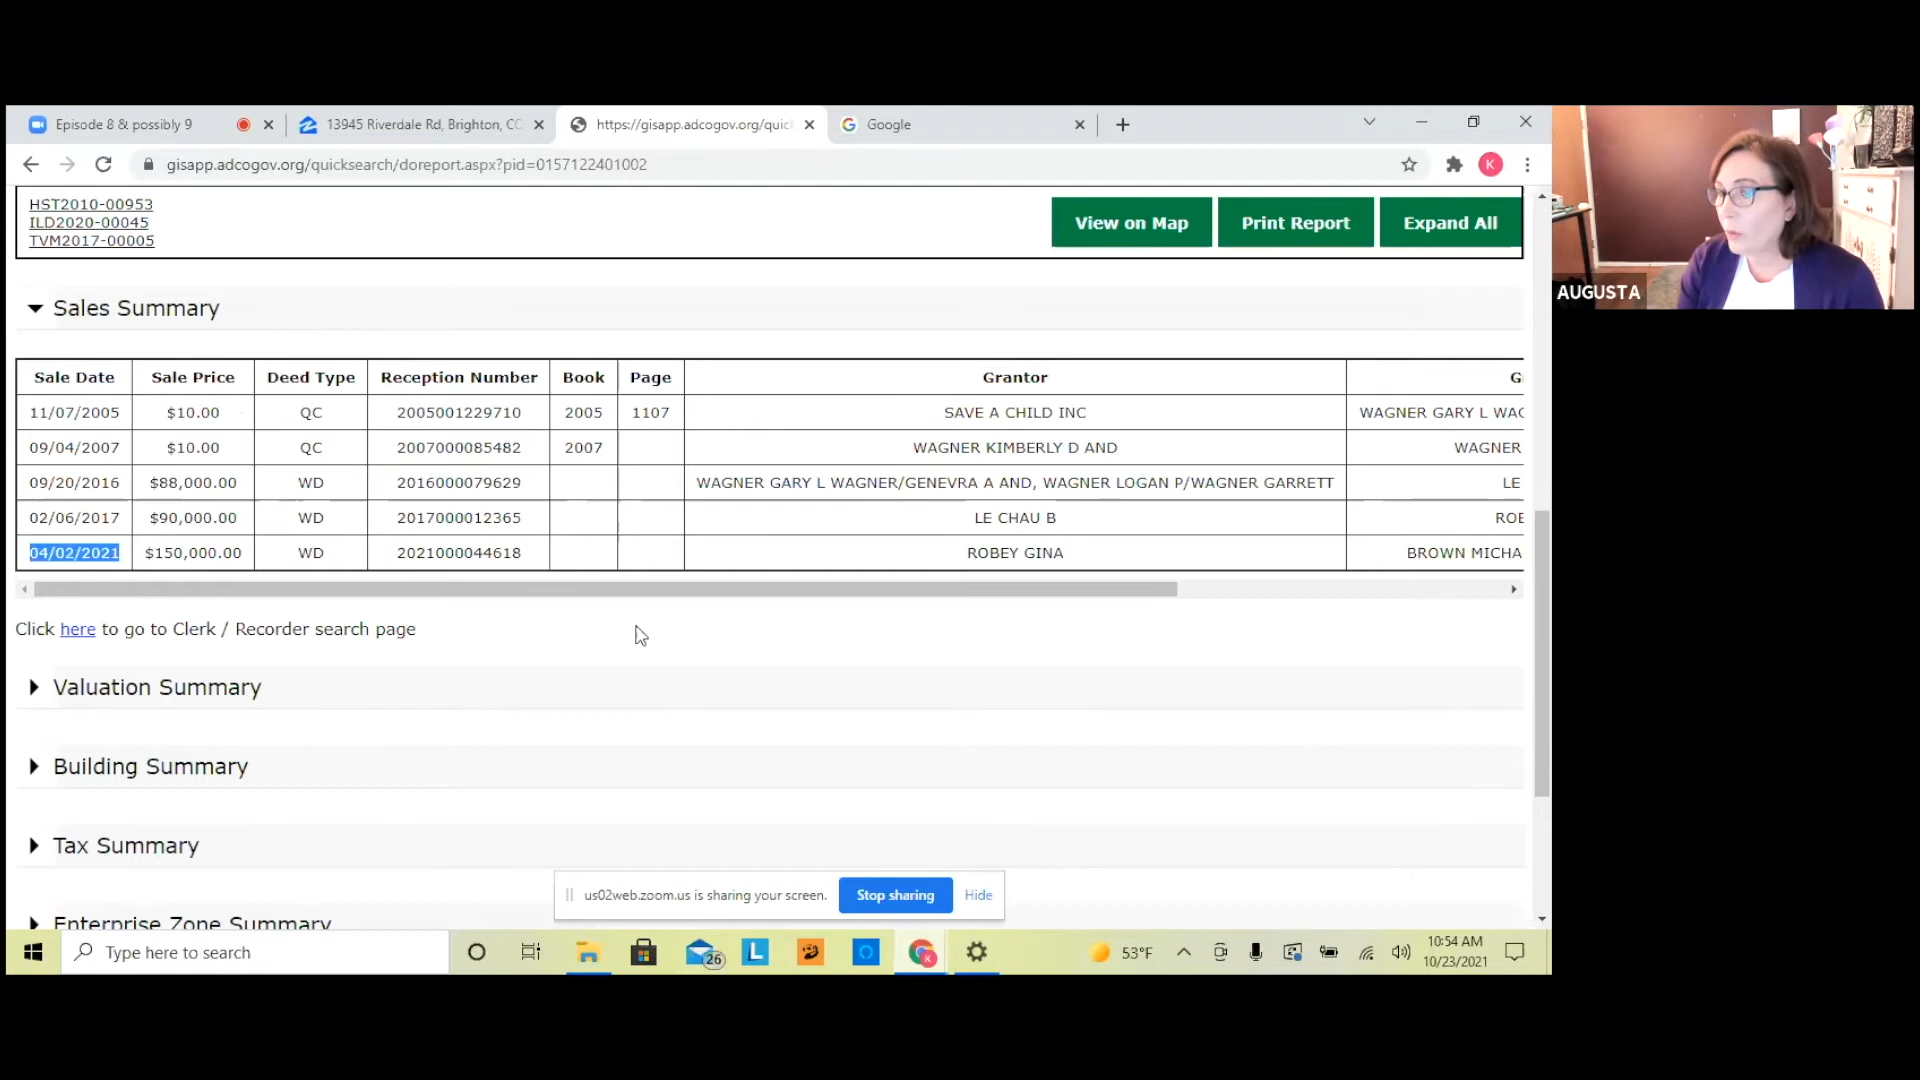 Episode 8 & possibly 9
13945 Riverdale Rd, Brighton, CO
https://gisapp.adcogov.org/quic
Google
gisapp.adcogov.org/quicksearch/doreport.aspx?pid=0157122401002
K
HST2010-00953
ILD2020-00045
TVM2017-00005
View on Map
Print Report
Expand All
AUGUSTA
Sales Summary
Sale Date Sale Price Deed Type Reception Number Book Page Grantor G
11/07/2005 $10.00 QC 2005001229710 2005 1107 SAVE A CHILD INC WAGNER GARY L WAG
09/04/2007 $10.00 QC 2007000085482 2007 WAGNER KIMBERLY D AND WAGNER
09/20/2016 $88,000.00 WD 2016000079629 WAGNER GARY L WAGNER/GENEVRA A AND, WAGNER LOGAN P/WAGNER GARRETT LE
02/06/2017 $90,000.00 WD 2017000012365 LE CHAU B ROB
04/02/2021 $150,000.00 WD 2021000044618 ROBEY GINA BROWN MICHA
Click here to go to Clerk / Recorder search page
Valuation Summary
Building Summary
Tax Summary
Enterprise Zone Summary
us02web.zoom.us is sharing your screen. Stop sharing Hide
Type here to search
26
L
K
53°F
10:54 AM
10/23/2021